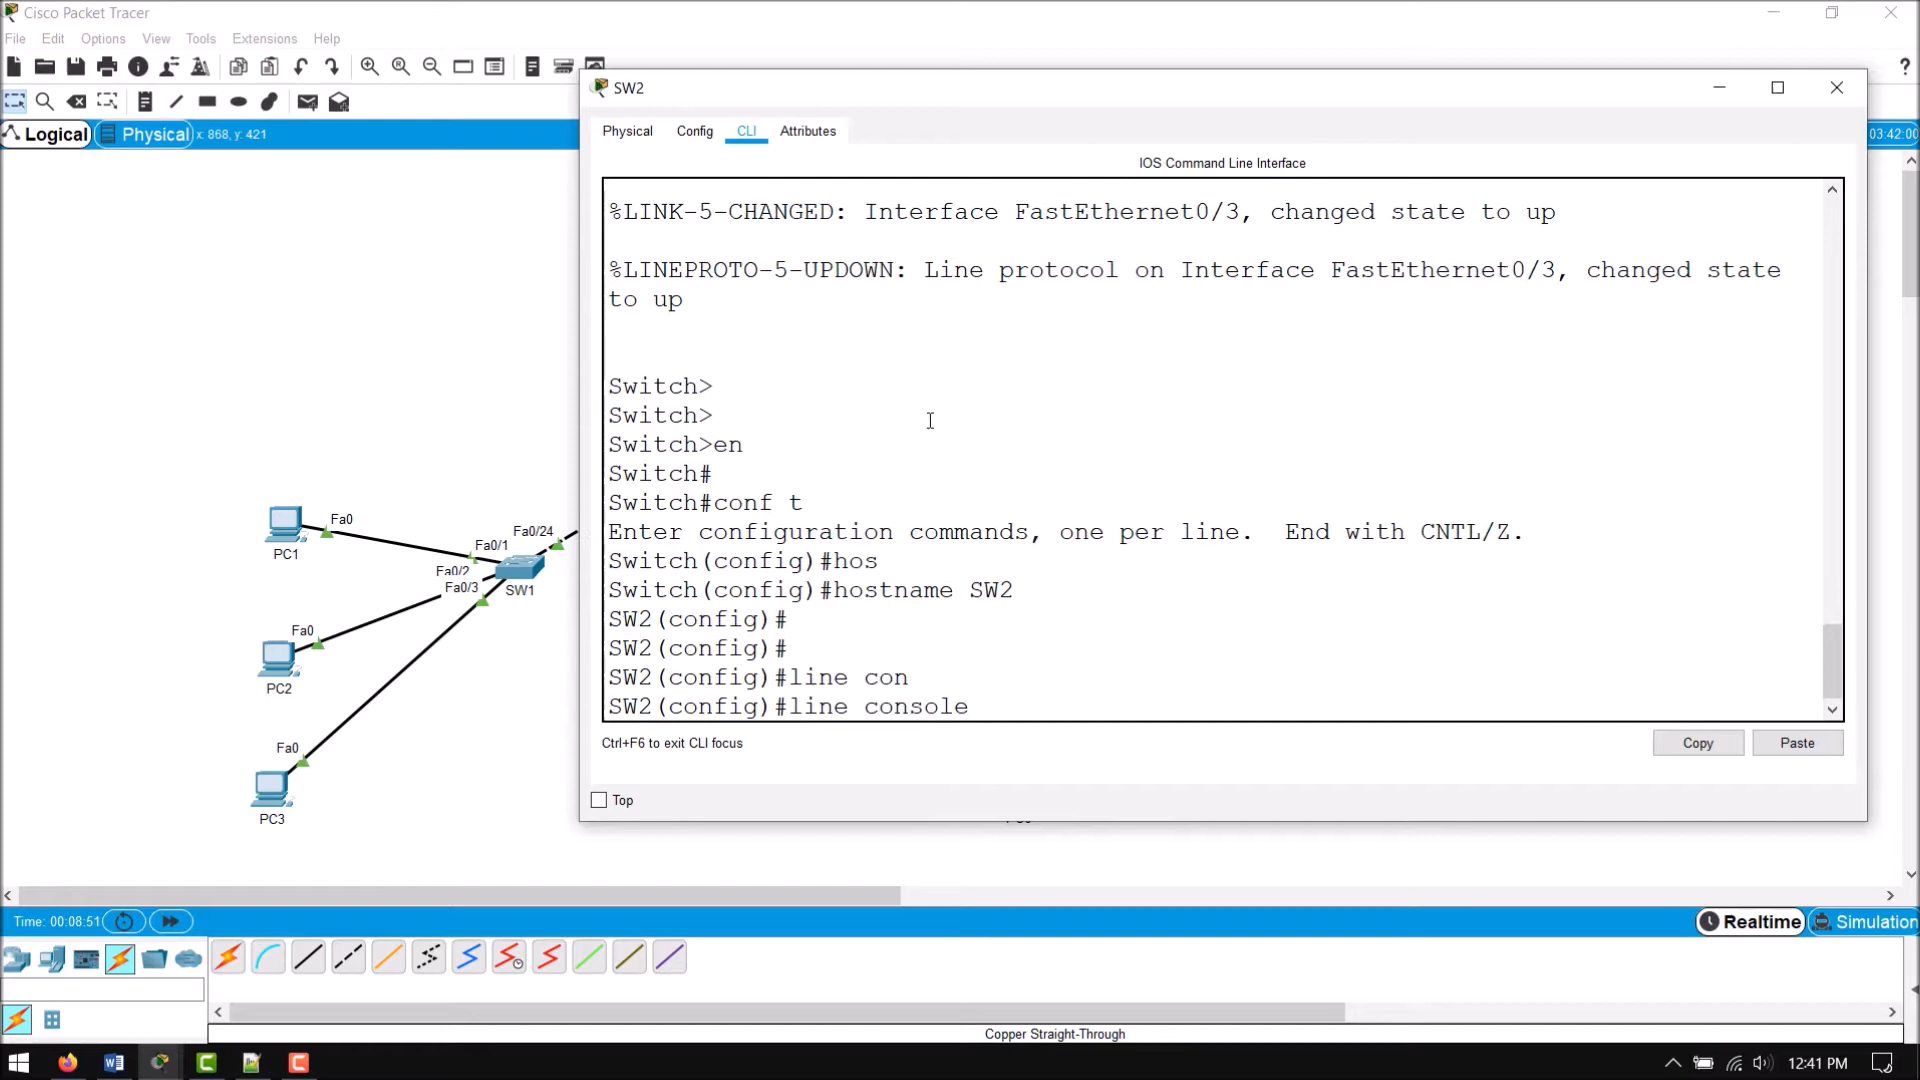 Cisco Packet Tracer
File Edit Options View Tools Extensions Help
?
Logical Physical x: 868, y: 421
03:42:00
SW2
Physical Config CLI Attributes
IOS Command Line Interface
%LINK-5-CHANGED: Interface FastEthernet0/3, changed state to up
%LINEPROTO-5-UPDOWN: Line protocol on Interface FastEthernet0/3, changed state
to up
Switch>
Switch>
Switch>en
Switch#
Switch#conf t
Enter configuration commands, one per line.  End with CNTL/Z.
Switch(config)#hos
Switch(config)#hostname SW2
SW2(config)#
SW2(config)#
SW2(config)#line con
SW2(config)#line console
Ctrl+F6 to exit CLI focus
Copy Paste
Top
Fa0
PC1
Fa0/24
Fa0/1
Fa0/2
Fa0/3
SW1
Fa0
PC2
Fa0
PC3
Time: 00:08:51
Realtime Simulation
Copper Straight-Through
12:41 PM